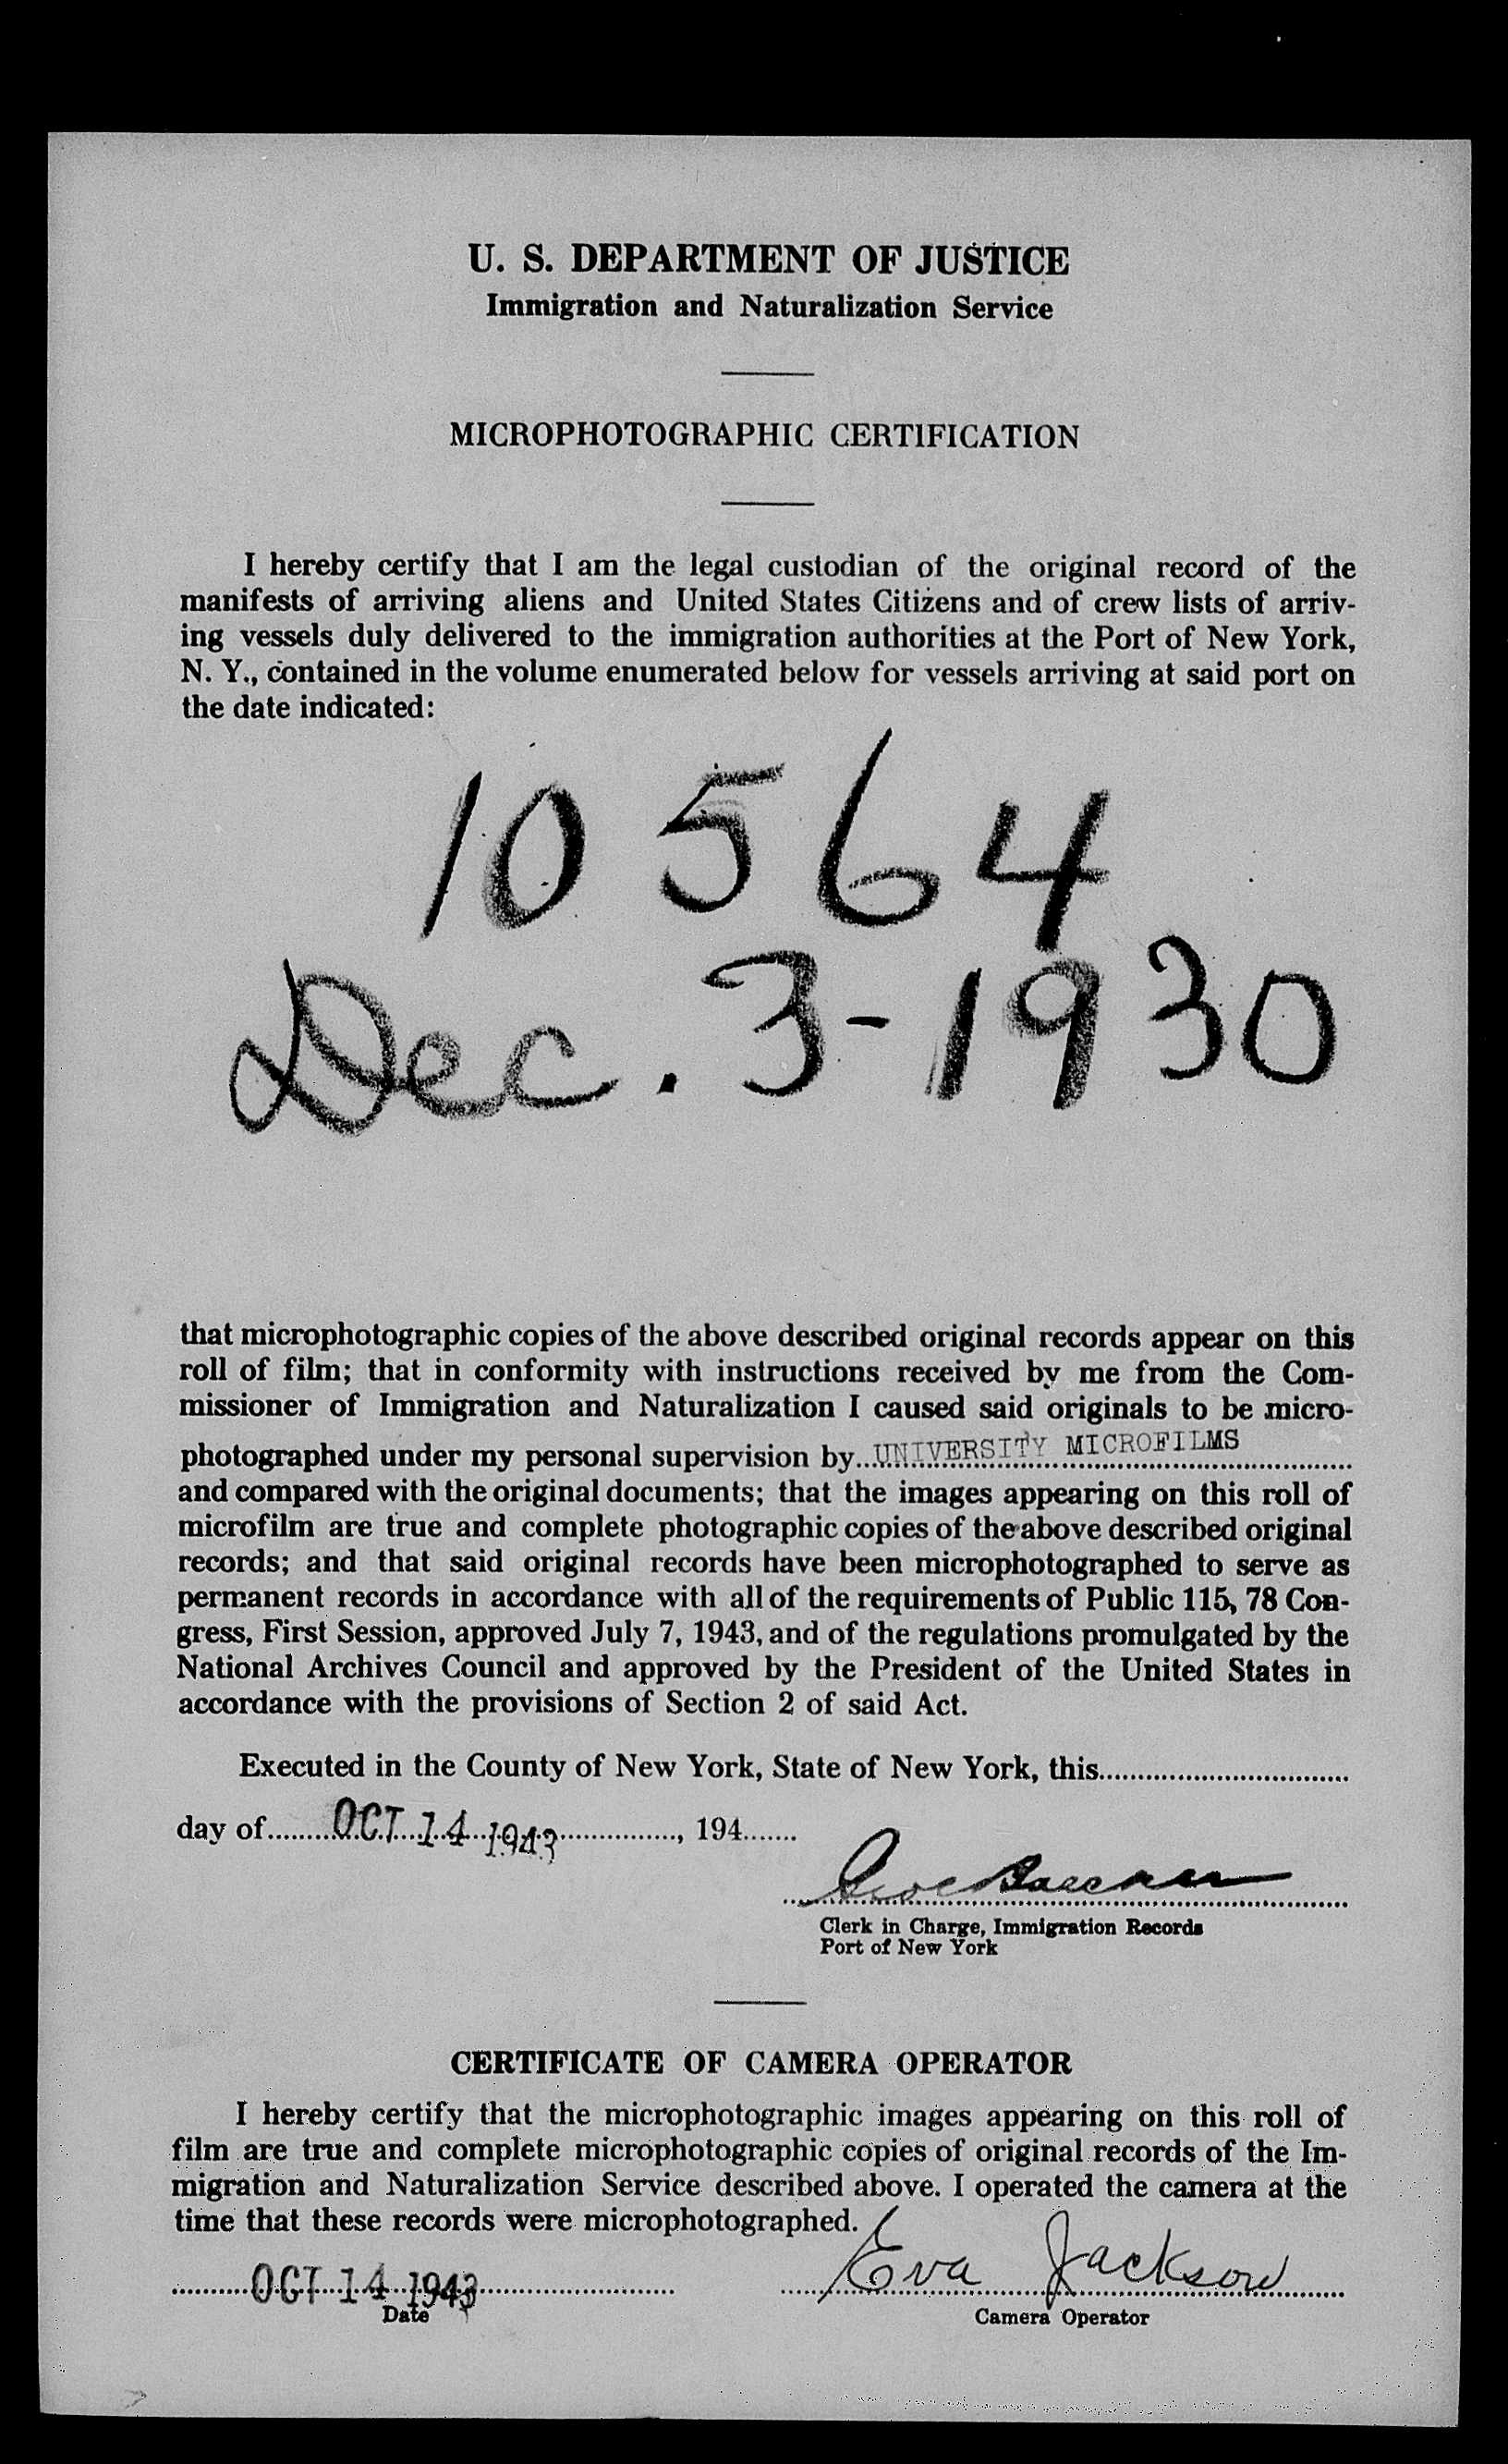 U. S. DEPARTMENT OF JUSTICE
Immigration and Naturalization Service
MICROPHOTOGRAPHIC CERTIFICATION
I hereby certify that I am the legal custodian of the original record of the
manifests of arriving aliens and United States Citizens and of crew lists of arriv-
ing vessels duly delivered to the immigration authorities at the Port of New York,
N. Y., contained in the volume enumerated below for vessels arriving at said port on
the date indicated:
10564
Dec. 3-1930
that microphotographic copies of the above described original records appear on this
roll of film; that in conformity with instructions received by me from the Com-
missioner of Immigration and Naturalization I caused said originals to be micro-
photographed under my personal supervision by UNIVERSITY MICROFILMS
and compared with the original documents; that the images appearing on this roll of
microfilm are true and complete photographic copies of the above described original
records; and that said original records have been microphotographed to serve as
permanent records in accordance with all of the requirements of Public 115, 78 Con-
gress, First Session, approved July 7, 1943, and of the regulations promulgated by the
National Archives Council and approved by the President of the United States in
accordance with the provisions of Section 2 of said Act.
Executed in the County of New York, State of New York, this
day of OCT 14 1943, 194
Clerk in Charge, Immigration Records
Port of New York
CERTIFICATE OF CAMERA OPERATOR
I hereby certify that the microphotographic images appearing on this roll of
film are true and complete microphotographic copies of original records of the Im-
migration and Naturalization Service described above. I operated the camera at the
time that these records were microphotographed.
OCT 14 1943 Eva Jackson
Date Camera Operator